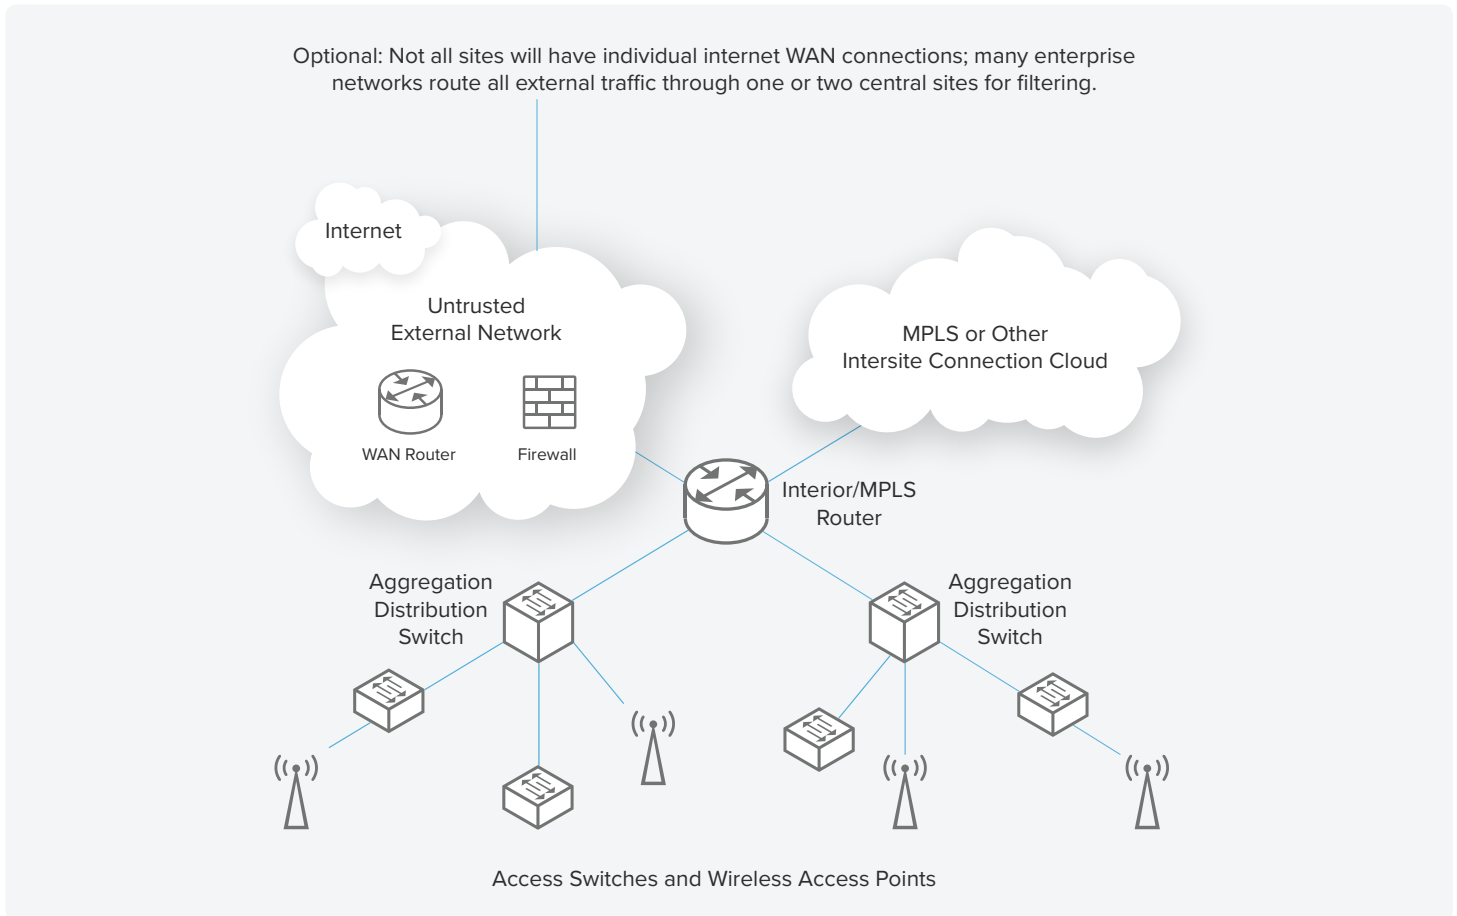 Optional: Not all sites will have individual internet WAN connections; many enterprise
networks route all external traffic through one or two central sites for filtering.
Internet
Untrusted
External Network
WAN Router
Firewall
MPLS or Other
Intersite Connection Cloud
Interior/MPLS
Router
Aggregation
Distribution
Switch
Aggregation
Distribution
Switch
Access Switches and Wireless Access Points